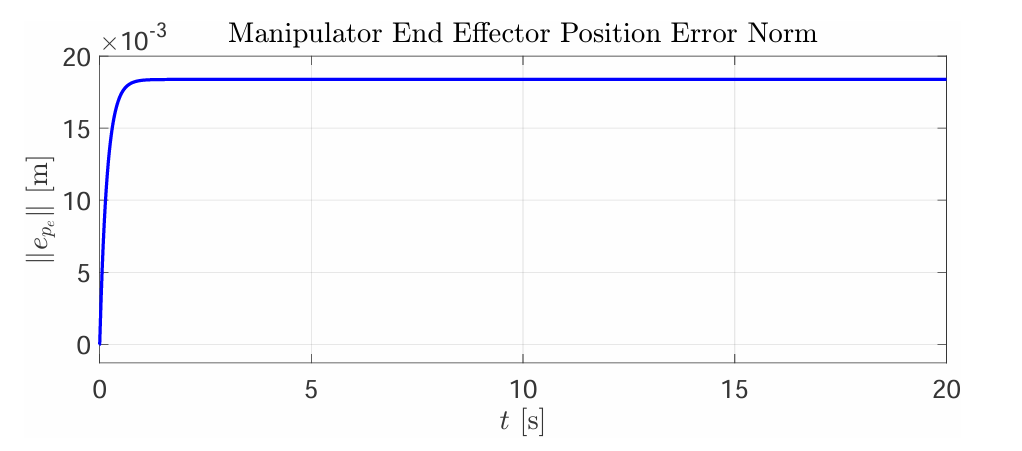 Manipulator End Effector Position Error Norm
×10⁻³
20
15
10
5
0
‖e_{p_e}‖ [m]
0 5 10 15 20
t [s]